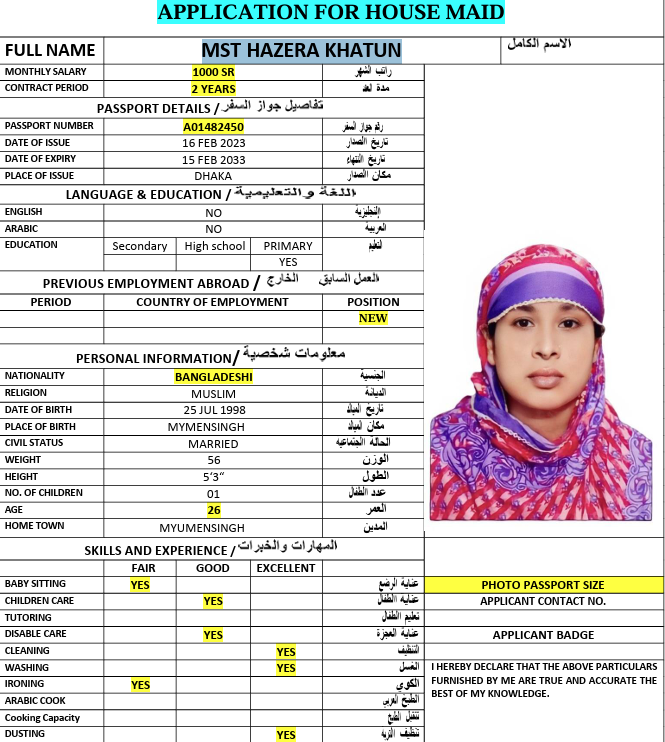 APPLICATION FOR HOUSE MAID
FULL NAME MST HAZERA KHATUN الاسم الكامل
MONTHLY SALARY 1000 SR راتب الشهر
CONTRACT PERIOD 2 YEARS مدة لعد
PASSPORT DETAILS / تفاصيل جواز السفر
PASSPORT NUMBER A01482450 رقم جواز السفر
DATE OF ISSUE 16 FEB 2023 تاريخ الصدار
DATE OF EXPIRY 15 FEB 2033 تاريخ النتهاء
PLACE OF ISSUE DHAKA مكان الصدار
LANGUAGE & EDUCATION / اللغة والتعليمية
ENGLISH NO النجليزية
ARABIC NO العربية
EDUCATION Secondary High school PRIMARY لتعليم
YES
PREVIOUS EMPLOYMENT ABROAD / العمل السابق الخارج
PERIOD COUNTRY OF EMPLOYMENT POSITION
NEW
PERSONAL INFORMATION/ معلومات شخصية
NATIONALITY BANGLADESHI الجنسية
RELIGION MUSLIM الديانة
DATE OF BIRTH 25 JUL 1998 تاريخ الميلد
PLACE OF BIRTH MYMENSINGH مكان الميلد
CIVIL STATUS MARRIED الحالة الجتماعية
WEIGHT 56 الوزن
HEIGHT 5’3“ الطول
NO. OF CHILDREN 01 عدد الطفال
AGE 26 العمر
HOME TOWN MYUMENSINGH المدين
SKILLS AND EXPERIENCE / المهارات والخبرات
FAIR GOOD EXCELLENT
BABY SITTING YES عناية الرضع
CHILDREN CARE YES عنايه الطفال
TUTORING تعليم الطفال
DISABLE CARE YES عناية العجزة
CLEANING YES التنظيف
WASHING YES الغسل
IRONING YES الكوي
ARABIC COOK الطبخ العربي
Cooking Capacity الطبخ
DUSTING YES تنظيف
PHOTO PASSPORT SIZE
APPLICANT CONTACT NO.
APPLICANT BADGE
I HEREBY DECLARE THAT THE ABOVE PARTICULARS
FURNISHED BY ME ARE TRUE AND ACCURATE THE
BEST OF MY KNOWLEDGE.